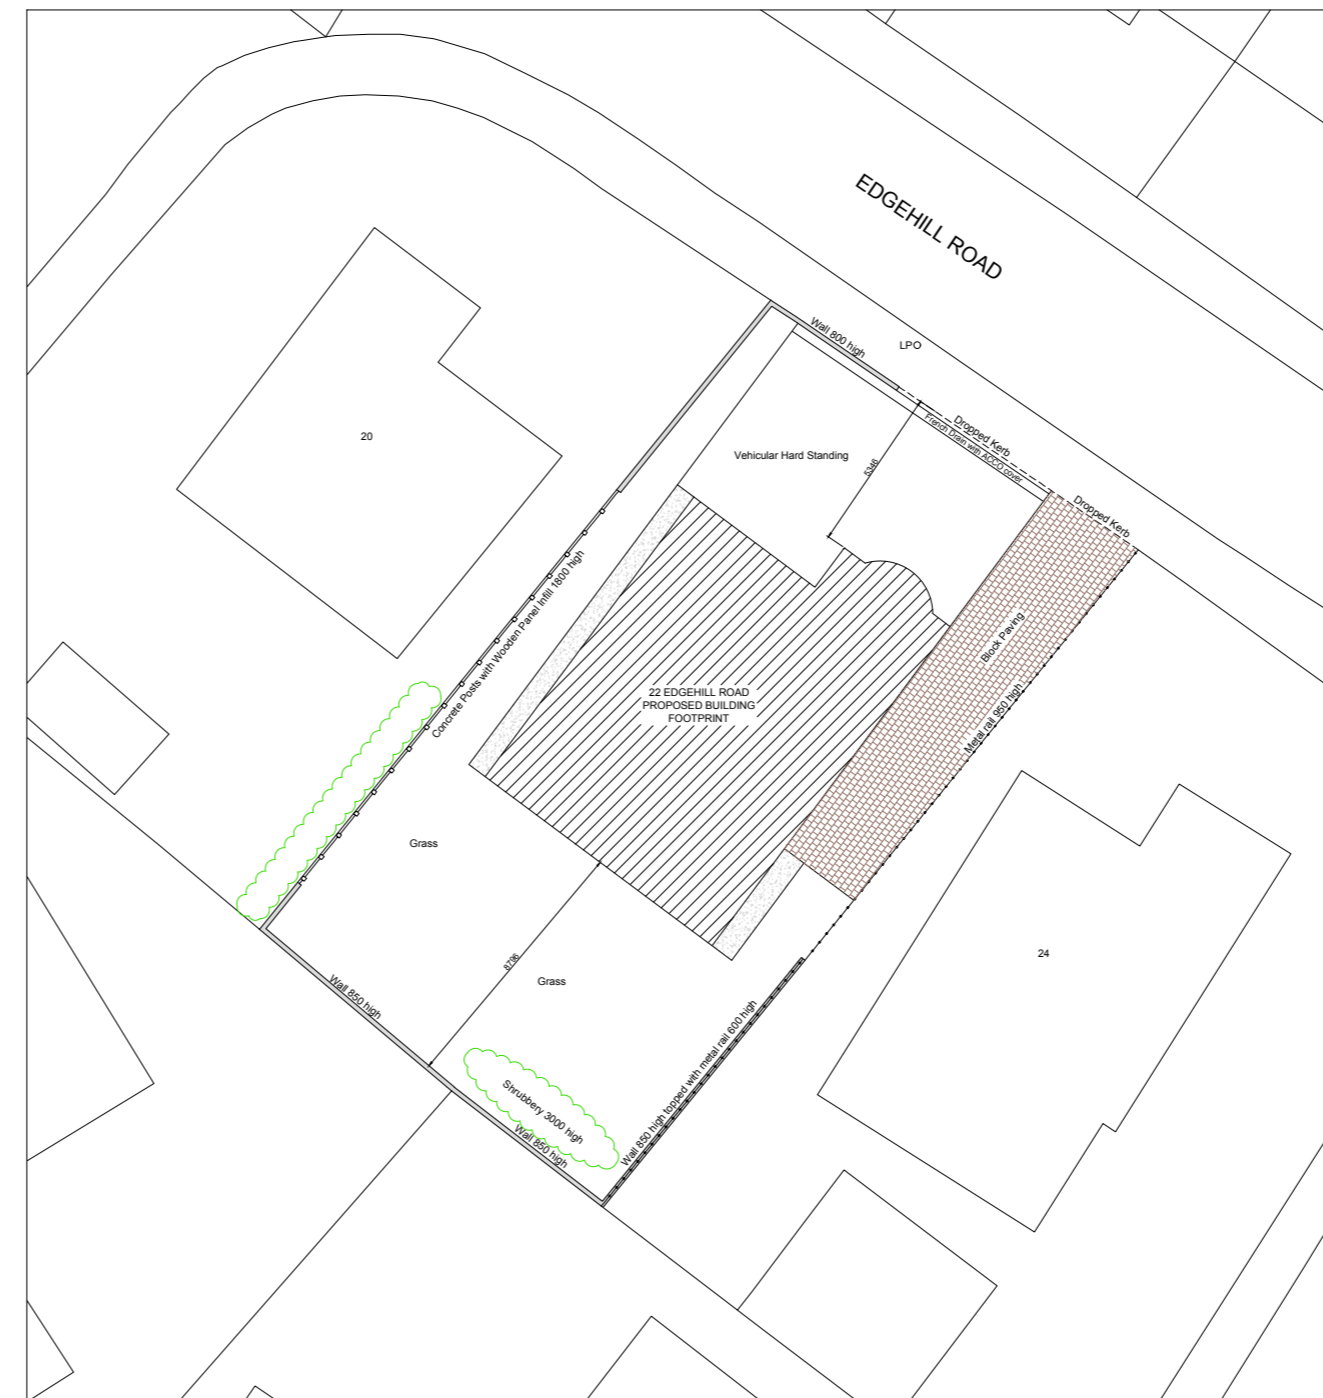 EDGEHILL ROAD
Wall 800 high
LPO
Dropped Kerb
French Drain with ACCO cover
Dropped Kerb
20
Vehicular Hard Standing
5346
Concrete Posts with Wooden Panel Infill 1800 high
Block Paving
22 EDGEHILL ROAD
PROPOSED BUILDING
FOOTPRINT
Metal rail 950 high
Grass
8796
Grass
24
Wall 850 high
Shrubbery 3000 high
Wall 850 high
Wall 850 high topped with metal rail 600 high